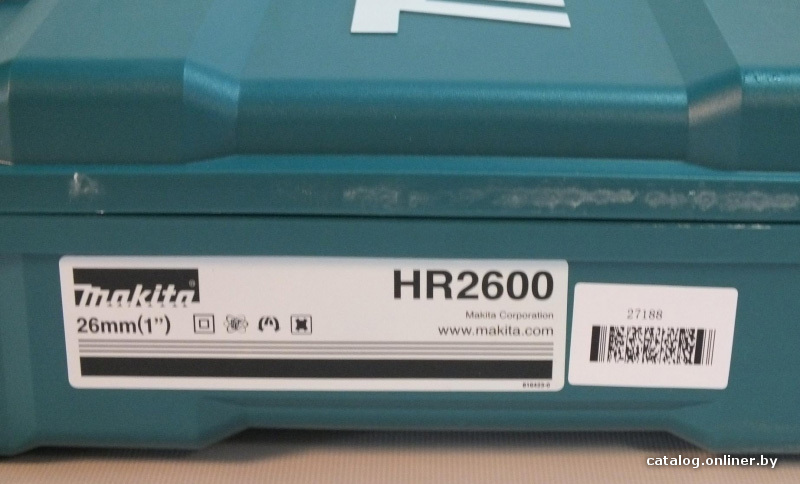 makita
HR2600
26mm(1”)
Makita Corporation
www.makita.com
27188
catalog.onliner.by